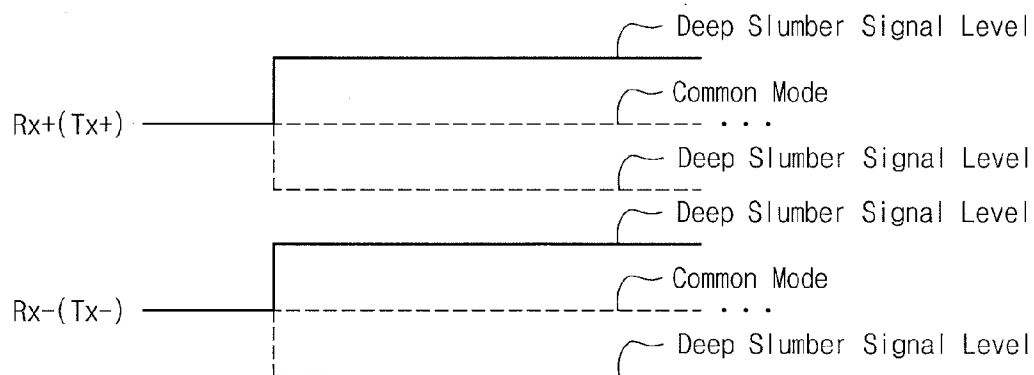 Deep Slumber Signal Level
Common Mode
Rx+(Tx+)
. . .
Deep Slumber Signal Level
Deep Slumber Signal Level
Common Mode
Rx-(Tx-)
. . .
Deep Slumber Signal Level